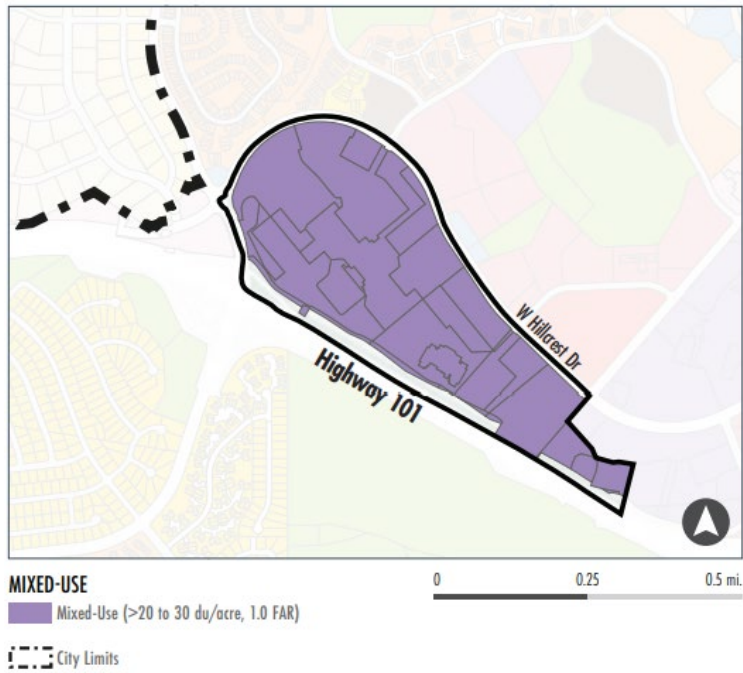 W Hillcrest Dr
Highway 101
MIXED-USE
Mixed-Use (>20 to 30 du/acre, 1.0 FAR)
City Limits
0 0.25 0.5 mi.